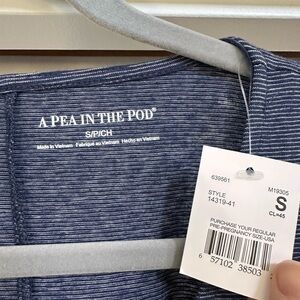 A PEA IN THE POD®
S/P/CH
Made in Vietnam Fabriqué au Vietnam Hecho en Vietnam
639561
M19305
STYLE
14319-41
S
CL=45
PURCHASE YOUR REGULAR
PRE-PREGNANCY SIZE-USA
6 57102 38503